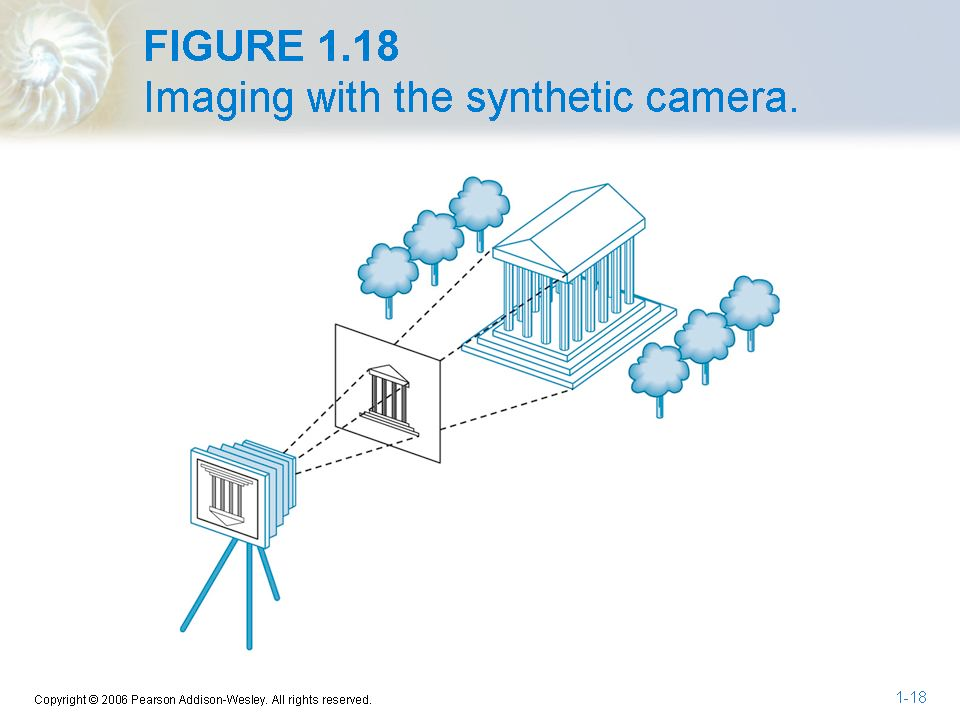 FIGURE 1.18
Imaging with the synthetic camera.
Copyright © 2006 Pearson Addison-Wesley. All rights reserved.
1-18